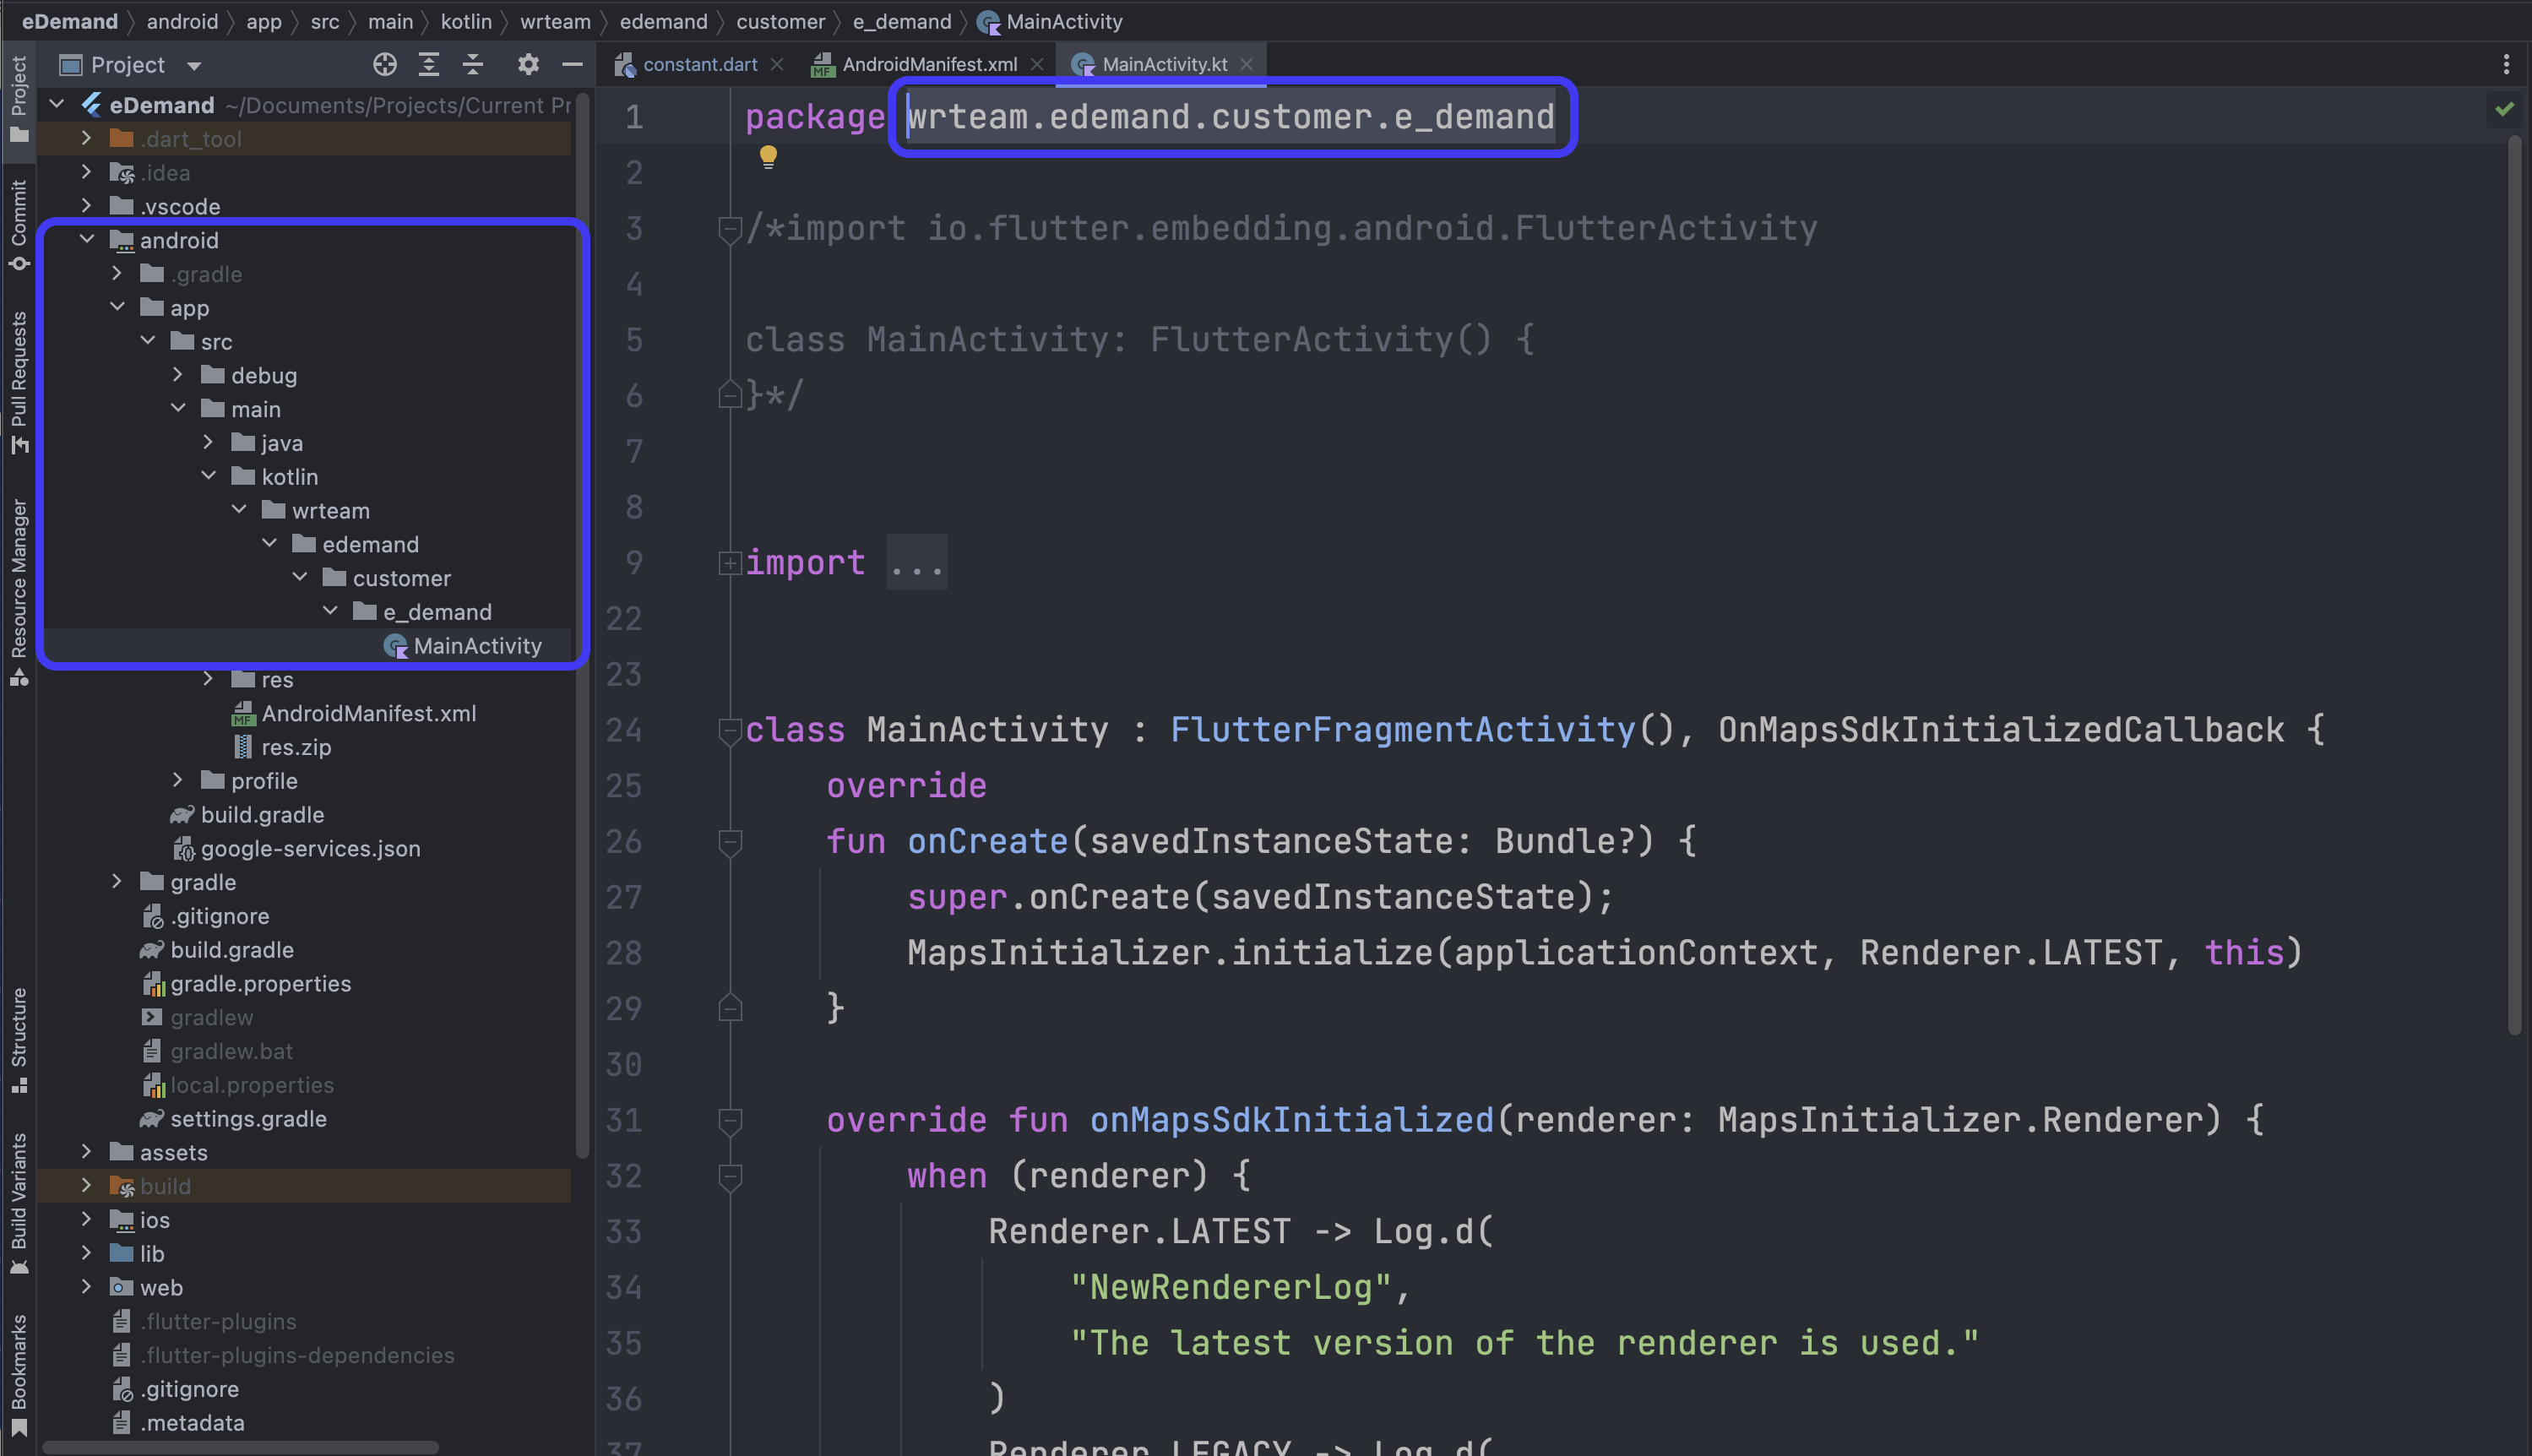 eDemand android app src main kotlin wrteam edemand customer e_demand MainActivity
Project
constant.dart AndroidManifest.xml MainActivity.kt
Project
Commit
Pull Requests
Resource Manager
Structure
Build Variants
Bookmarks
eDemand ~/Documents/Projects/Current Pr
.dart_tool
.idea
.vscode
android
.gradle
app
src
debug
main
java
kotlin
wrteam
edemand
customer
e_demand
MainActivity
res
AndroidManifest.xml
res.zip
profile
build.gradle
google-services.json
gradle
.gitignore
build.gradle
gradle.properties
gradlew
gradlew.bat
local.properties
settings.gradle
assets
build
ios
lib
web
.flutter-plugins
.flutter-plugins-dependencies
.gitignore
.metadata
1 package wrteam.edemand.customer.e_demand
2
3 /*import io.flutter.embedding.android.FlutterActivity
4
5 class MainActivity: FlutterActivity() {
6 }*/
7
8
9 import ...
22
23
24 class MainActivity : FlutterFragmentActivity(), OnMapsSdkInitializedCallback {
25 override
26 fun onCreate(savedInstanceState: Bundle?) {
27 super.onCreate(savedInstanceState);
28 MapsInitializer.initialize(applicationContext, Renderer.LATEST, this)
29 }
30
31 override fun onMapsSdkInitialized(renderer: MapsInitializer.Renderer) {
32 when (renderer) {
33 Renderer.LATEST -> Log.d(
34 "NewRendererLog",
35 "The latest version of the renderer is used."
36 )
37 Renderer.LEGACY -> Log.d(